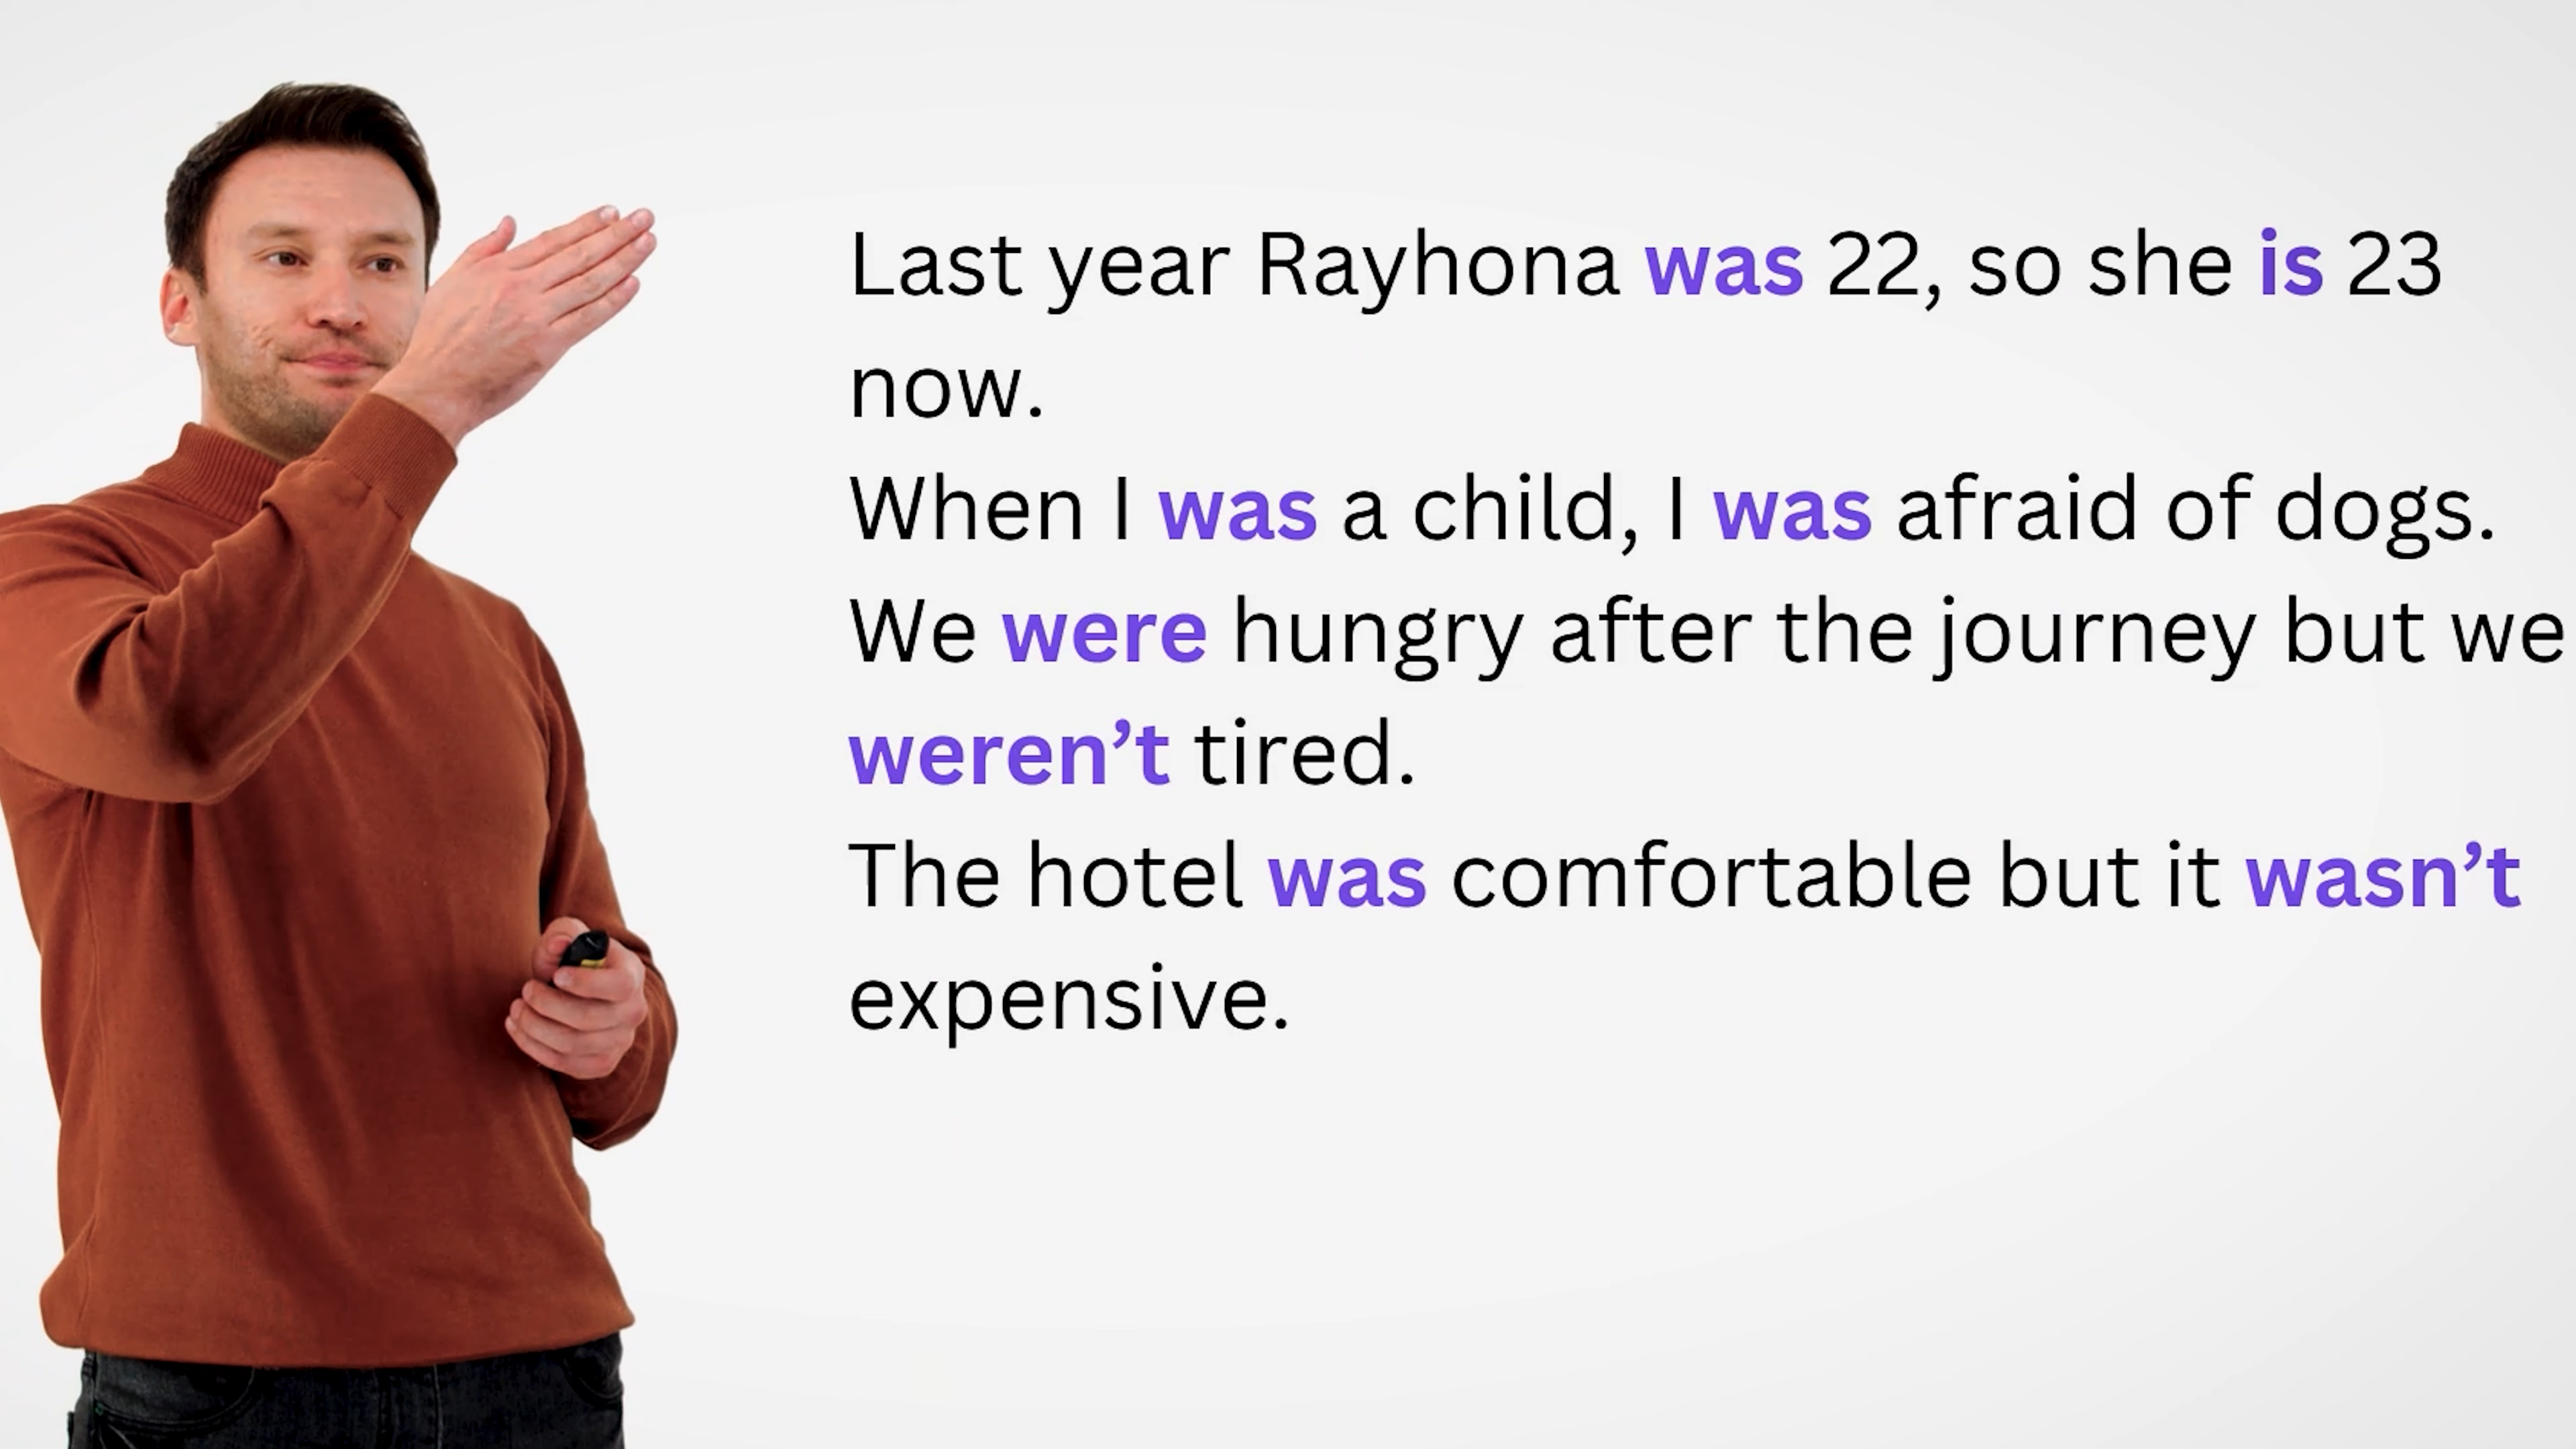 Last year Rayhona was 22, so she is 23
now.
When I was a child, I was afraid of dogs.
We were hungry after the journey but we
weren’t tired.
The hotel was comfortable but it wasn’t
expensive.